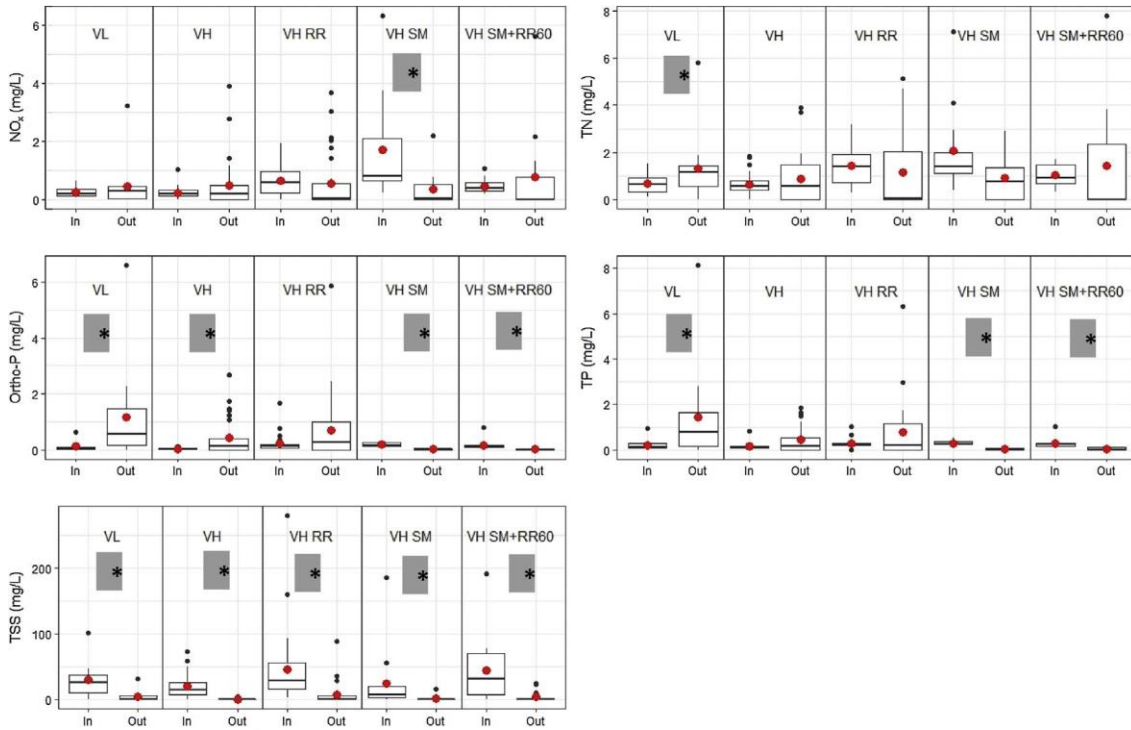 NOx (mg/L)
6
4
2
0
VL
VH
VH RR
VH SM
VH SM+RR60
*
In Out In Out In Out In Out In Out
TN (mg/L)
8
6
4
2
0
VL
VH
VH RR
VH SM
VH SM+RR60
*
In Out In Out In Out In Out In Out
Ortho-P (mg/L)
6
4
2
0
VL
VH
VH RR
VH SM
VH SM+RR60
* * * *
In Out In Out In Out In Out In Out
TP (mg/L)
8
6
4
2
0
VL
VH
VH RR
VH SM
VH SM+RR60
* * *
In Out In Out In Out In Out In Out
TSS (mg/L)
200
100
0
VL
VH
VH RR
VH SM
VH SM+RR60
* * * * *
In Out In Out In Out In Out In Out